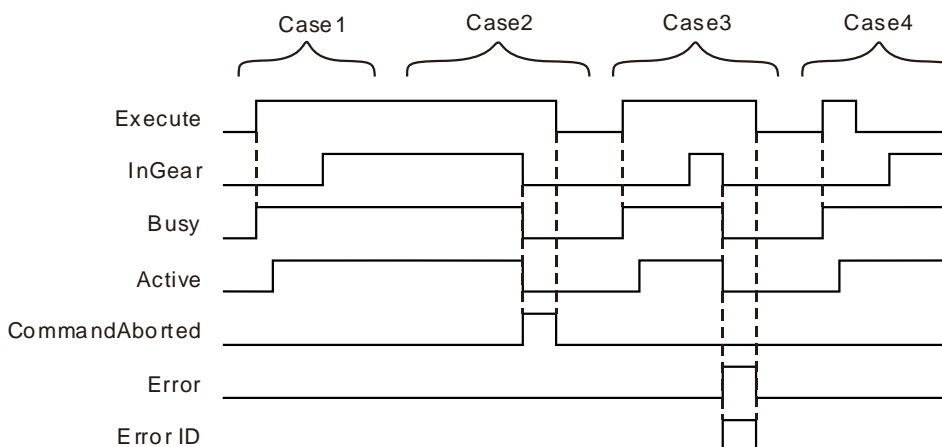 Case1 Case2 Case3 Case4
Execute
InGear
Busy
Active
CommandAborted
Error
Error ID